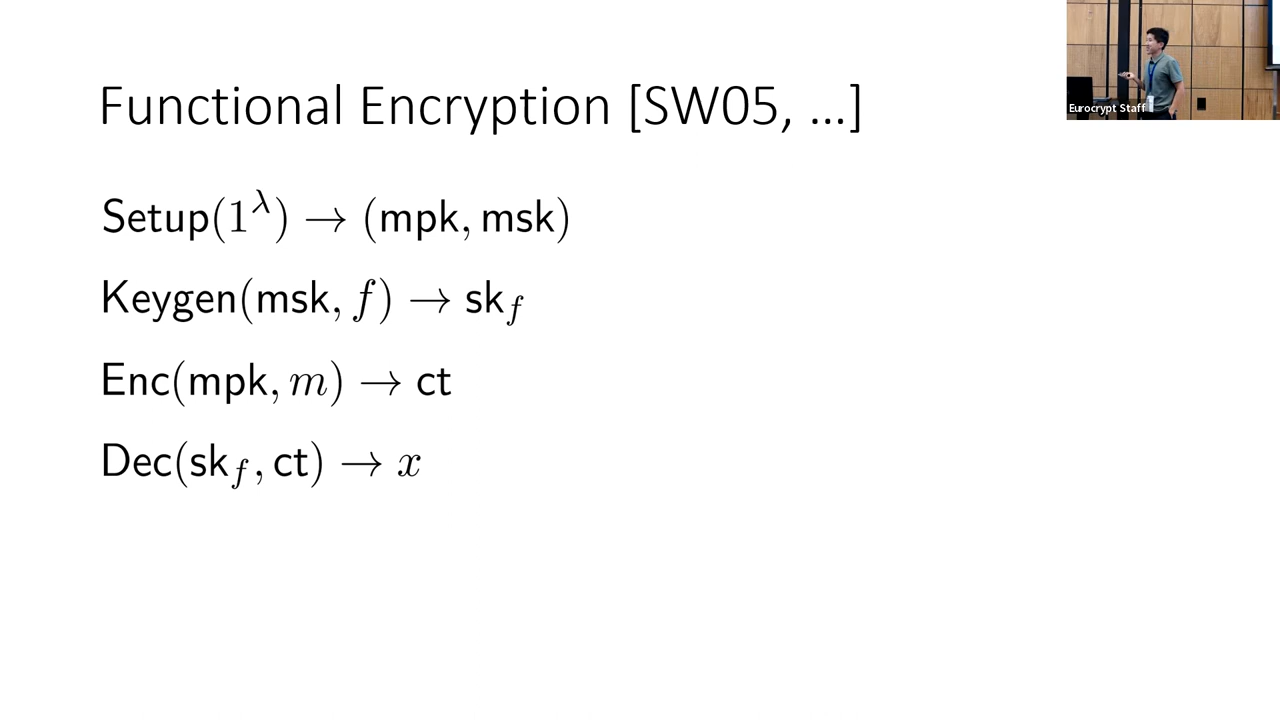 Functional Encryption [SW05, ...]
Eurocrypt Staff
Setup(1^λ) → (mpk, msk)
Keygen(msk, f) → sk_f
Enc(mpk, m) → ct
Dec(sk_f, ct) → x